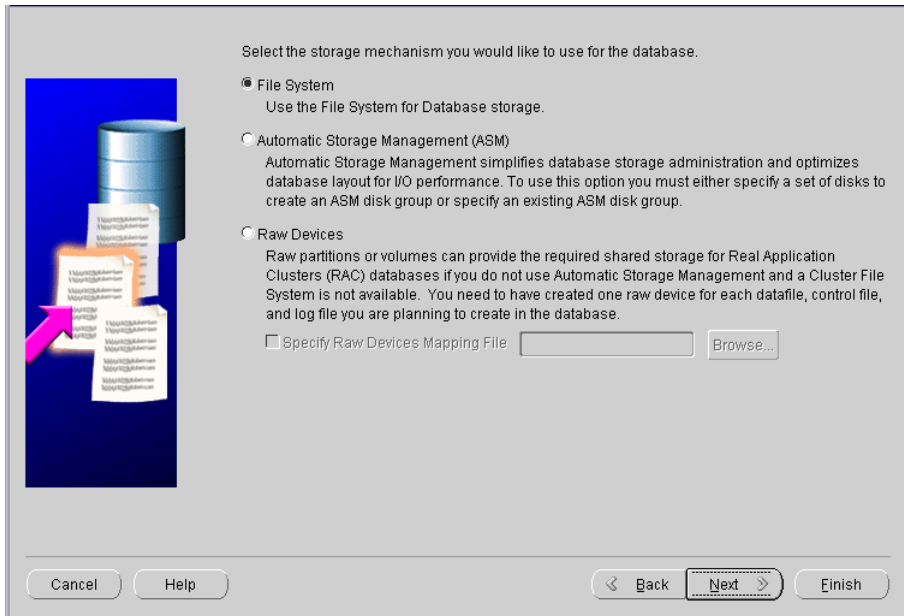 Select the storage mechanism you would like to use for the database.
File System
Use the File System for Database storage.
Automatic Storage Management (ASM)
Automatic Storage Management simplifies database storage administration and optimizes
database layout for I/O performance. To use this option you must either specify a set of disks to
create an ASM disk group or specify an existing ASM disk group.
Raw Devices
Raw partitions or volumes can provide the required shared storage for Real Application
Clusters (RAC) databases if you do not use Automatic Storage Management and a Cluster File
System is not available. You need to have created one raw device for each datafile, control file,
and log file you are planning to create in the database.
Specify Raw Devices Mapping File
Browse...
Cancel
Help
Back
Next
Finish